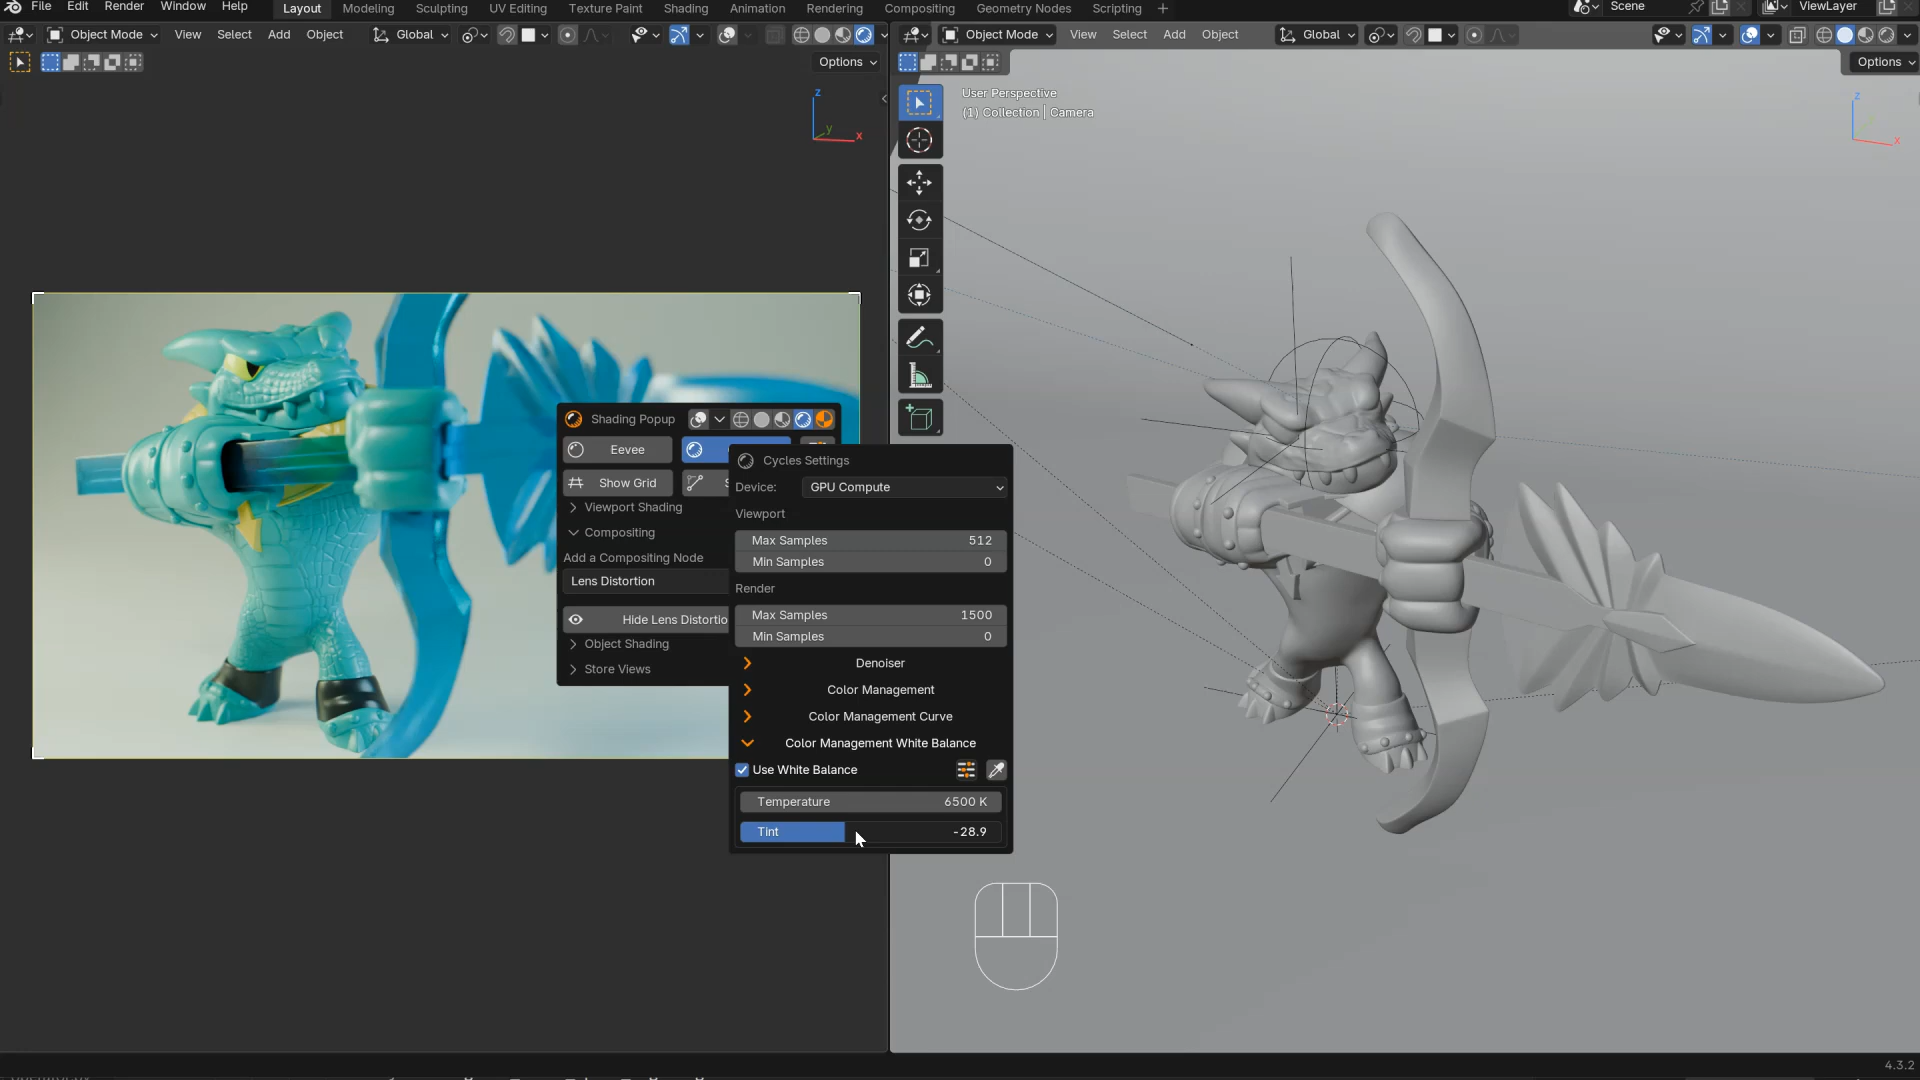 File Edit Render Window Help Layout Modeling Sculpting UV Editing Texture Paint Shading Animation Rendering Compositing Geometry Nodes Scripting + Scene ViewLayer
Object Mode View Select Add Object Global
Object Mode View Select Add Object Global
Options
Options
z
y
x
User Perspective
(1) Collection | Camera
z
x
Shading Popup
Eevee
Show Grid
Viewport Shading
Compositing
Add a Compositing Node
Lens Distortion
Hide Lens Distortio
Object Shading
Store Views
Cycles Settings
Device: GPU Compute
Viewport
Max Samples 512
Min Samples 0
Render
Max Samples 1500
Min Samples 0
Denoiser
Color Management
Color Management Curve
Color Management White Balance
Use White Balance
Temperature 6500 K
Tint -28.9
4.3.2